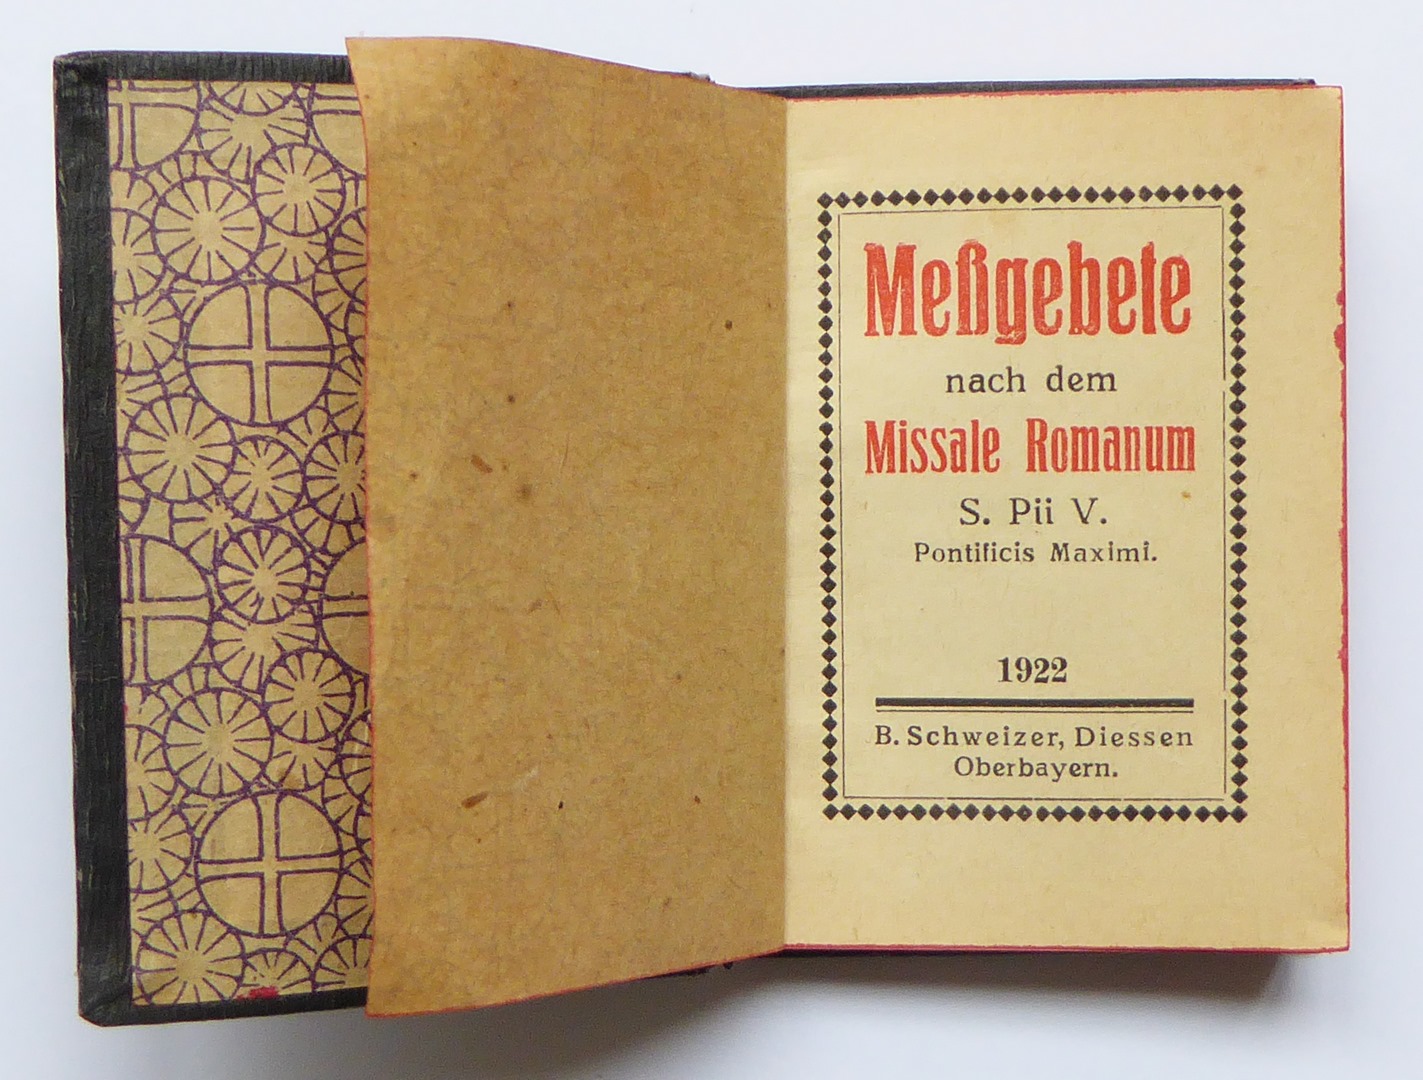 Meßgebete
nach dem
Missale Romanum
S. Pii V.
Pontificis Maximi.
1922
B. Schweizer, Diessen
Oberbayern.